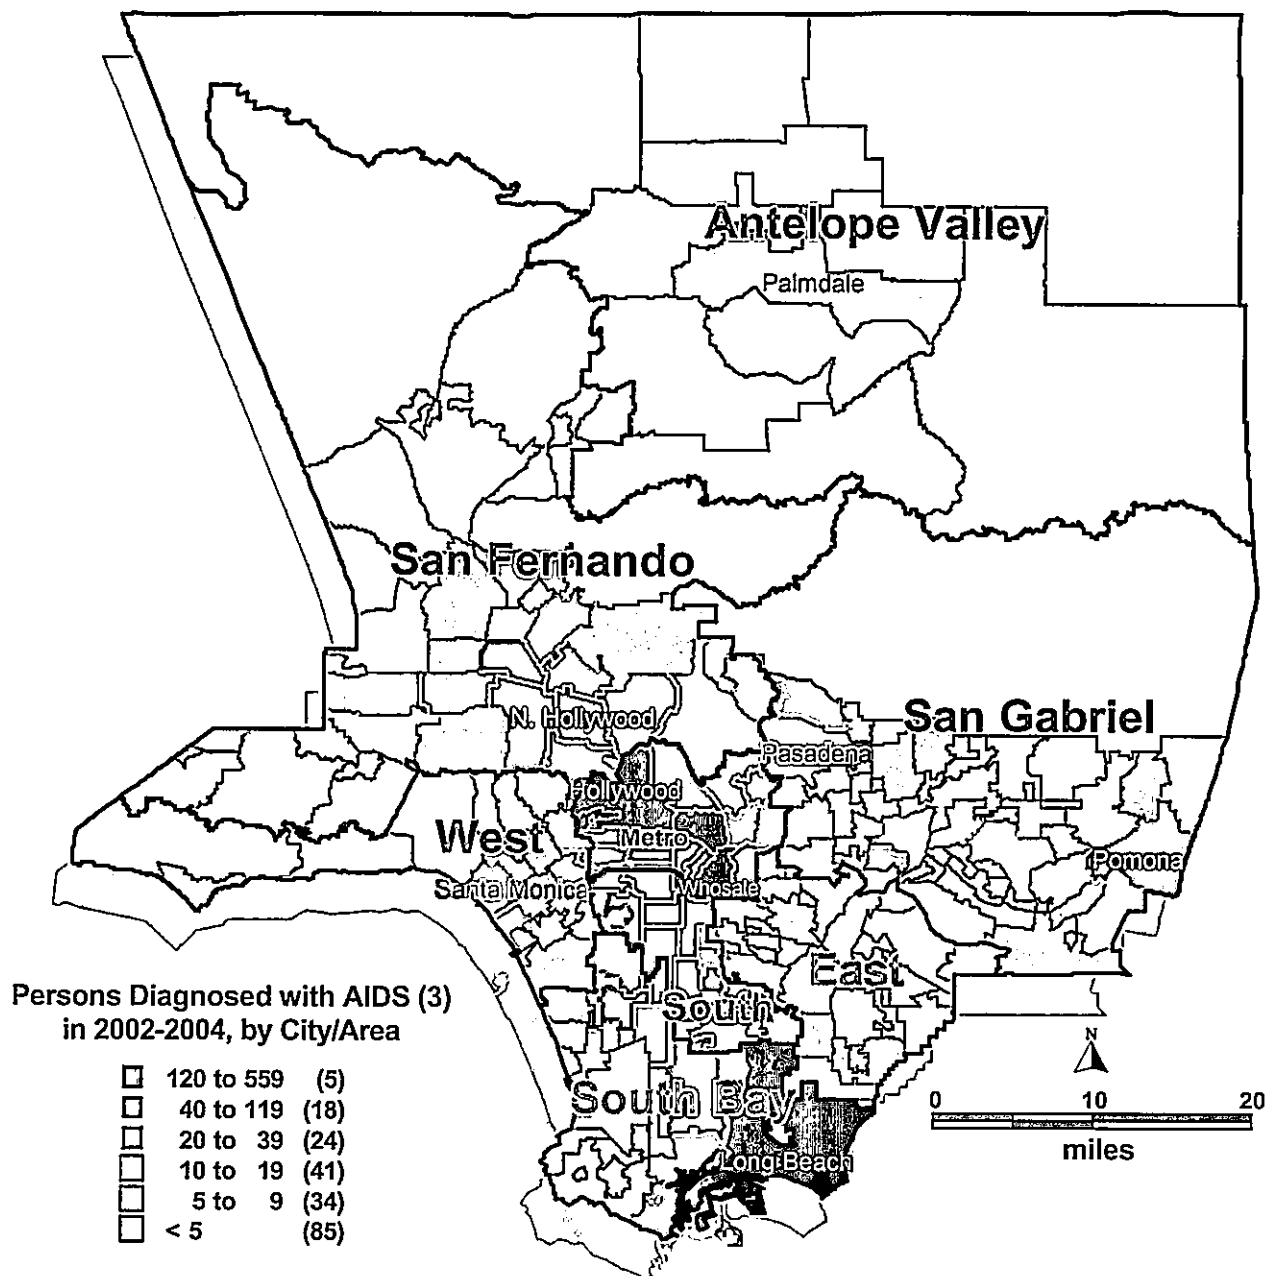 Antelope Valley
Palmdale
San Fernando
N. Hollywood
San Gabriel
Pasadena
Hollywood
West
Metro
Pomona
Santa Monica
Whosale
East
Persons Diagnosed with AIDS (3)
in 2002-2004, by City/Area
South
N
120 to 559 (5)
40 to 119 (18)
20 to 39 (24)
10 to 19 (41)
5 to 9 (34)
< 5 (85)
South Bay
0 10 20
miles
Long Beach